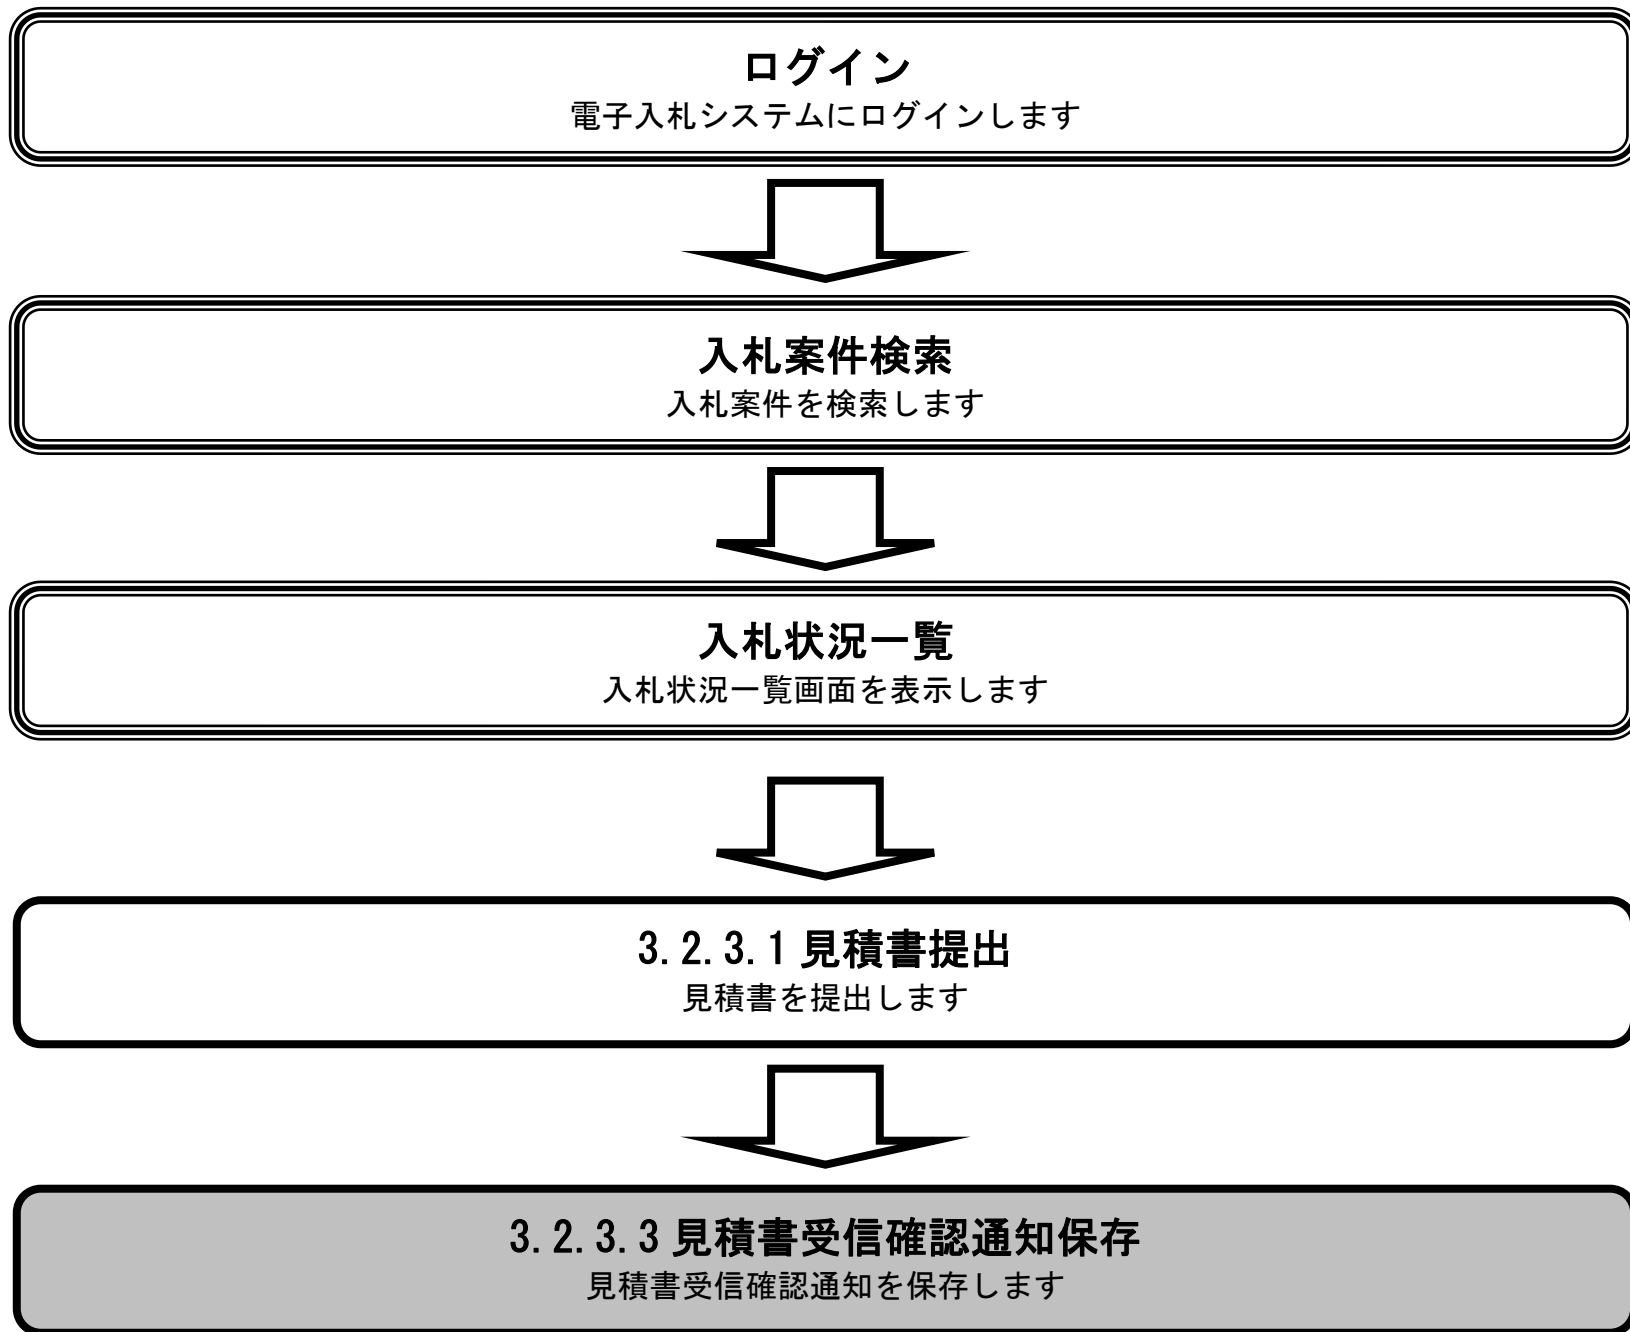 ログイン
電子入札システムにログインします
入札案件検索
入札案件を検索します
入札状況一覧
入札状況一覧画面を表示します
3.2.3.1 見積書提出
見積書を提出します
3.2.3.3 見積書受信確認通知保存
見積書受信確認通知を保存します